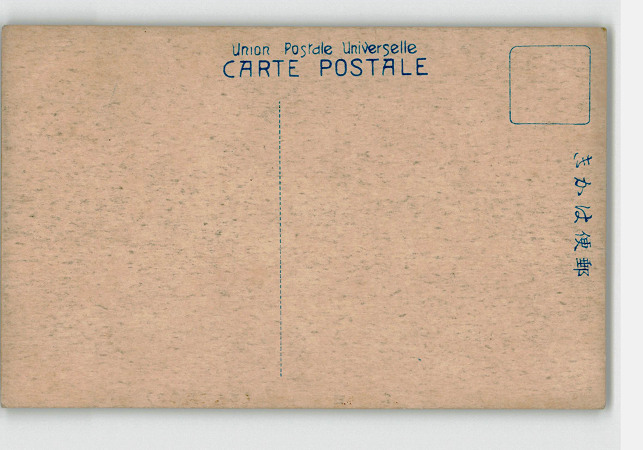 Union Postale Universelle
CARTE POSTALE
きかは便郵